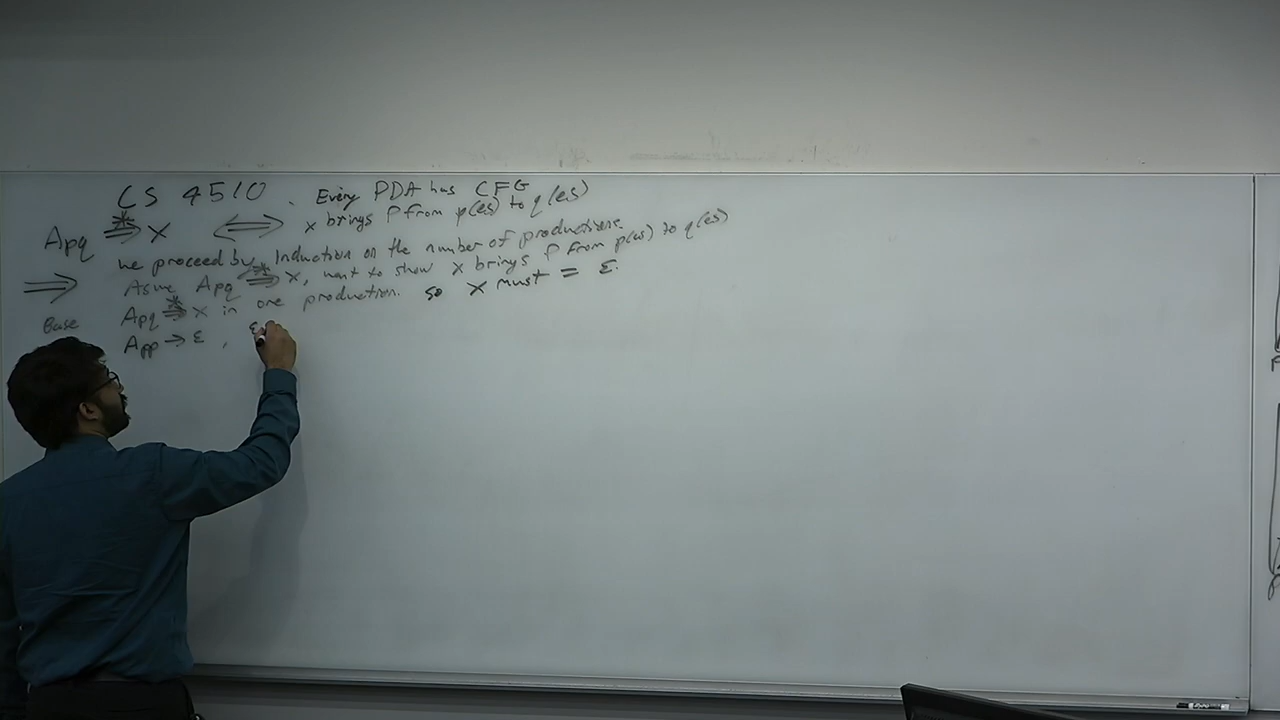 CS 4510. Every PDA has CFG
Apq ⇒* x ⟺ x brings P from p(es) to q(es)
⇒ we proceed by Induction on the number of productions.
Asme Apq ⇒* x, want to show x brings P from p(es) to q(es)
Base Apq ⇒* x in one production. so x must = ε.
App → ε, ε